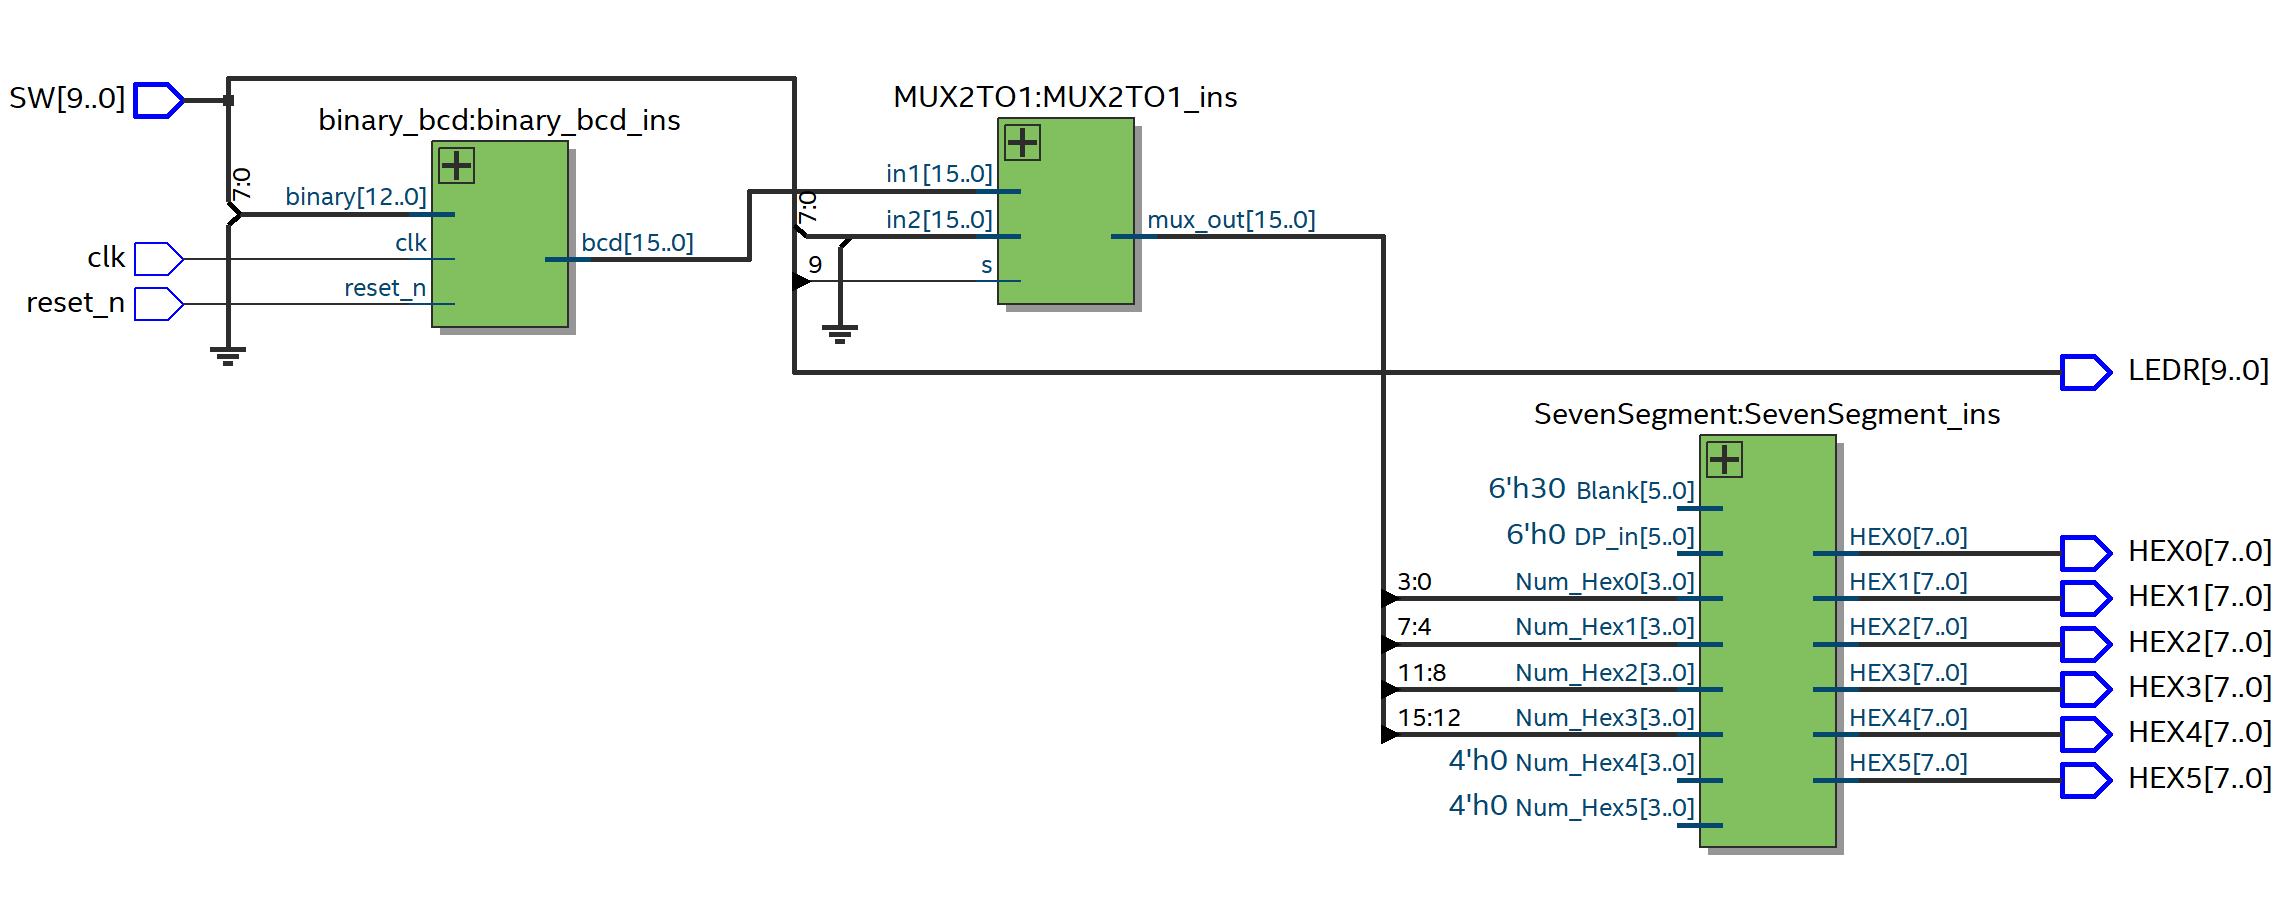 SW[9..0]
clk
reset_n
binary_bcd:binary_bcd_ins
7:0
binary[12..0]
clk
reset_n
bcd[15..0]
MUX2TO1:MUX2TO1_ins
in1[15..0]
7:0
in2[15..0]
9
s
mux_out[15..0]
LEDR[9..0]
SevenSegment:SevenSegment_ins
6'h30 Blank[5..0]
6'h0 DP_in[5..0]
3:0 Num_Hex0[3..0]
7:4 Num_Hex1[3..0]
11:8 Num_Hex2[3..0]
15:12 Num_Hex3[3..0]
4'h0 Num_Hex4[3..0]
4'h0 Num_Hex5[3..0]
HEX0[7..0] HEX0[7..0]
HEX1[7..0] HEX1[7..0]
HEX2[7..0] HEX2[7..0]
HEX3[7..0] HEX3[7..0]
HEX4[7..0] HEX4[7..0]
HEX5[7..0] HEX5[7..0]